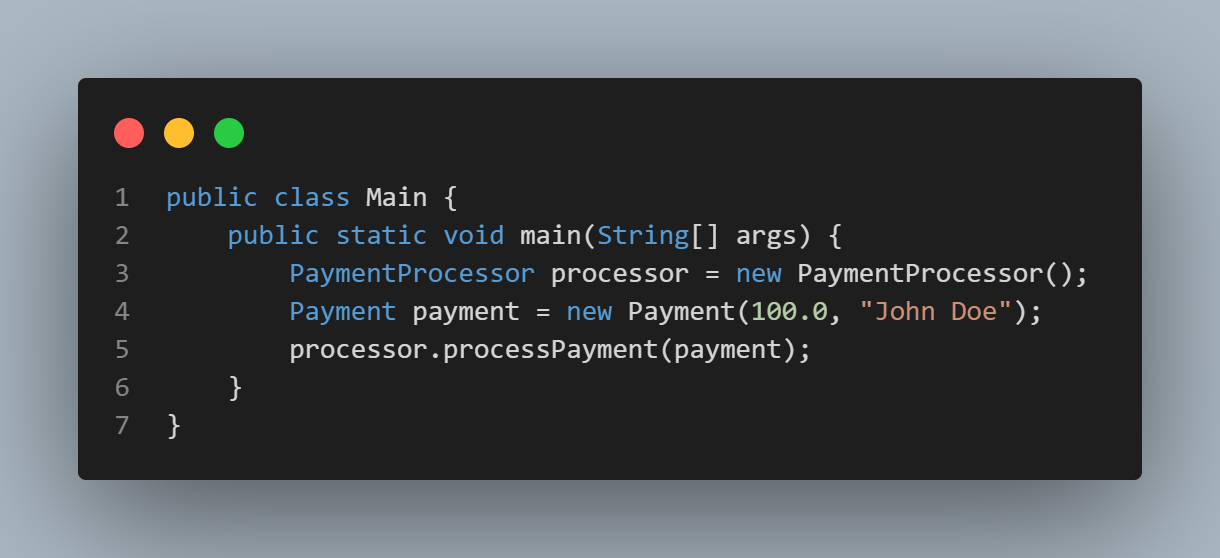 1 public class Main {
2     public static void main(String[] args) {
3         PaymentProcessor processor = new PaymentProcessor();
4         Payment payment = new Payment(100.0, "John Doe");
5         processor.processPayment(payment);
6     }
7 }